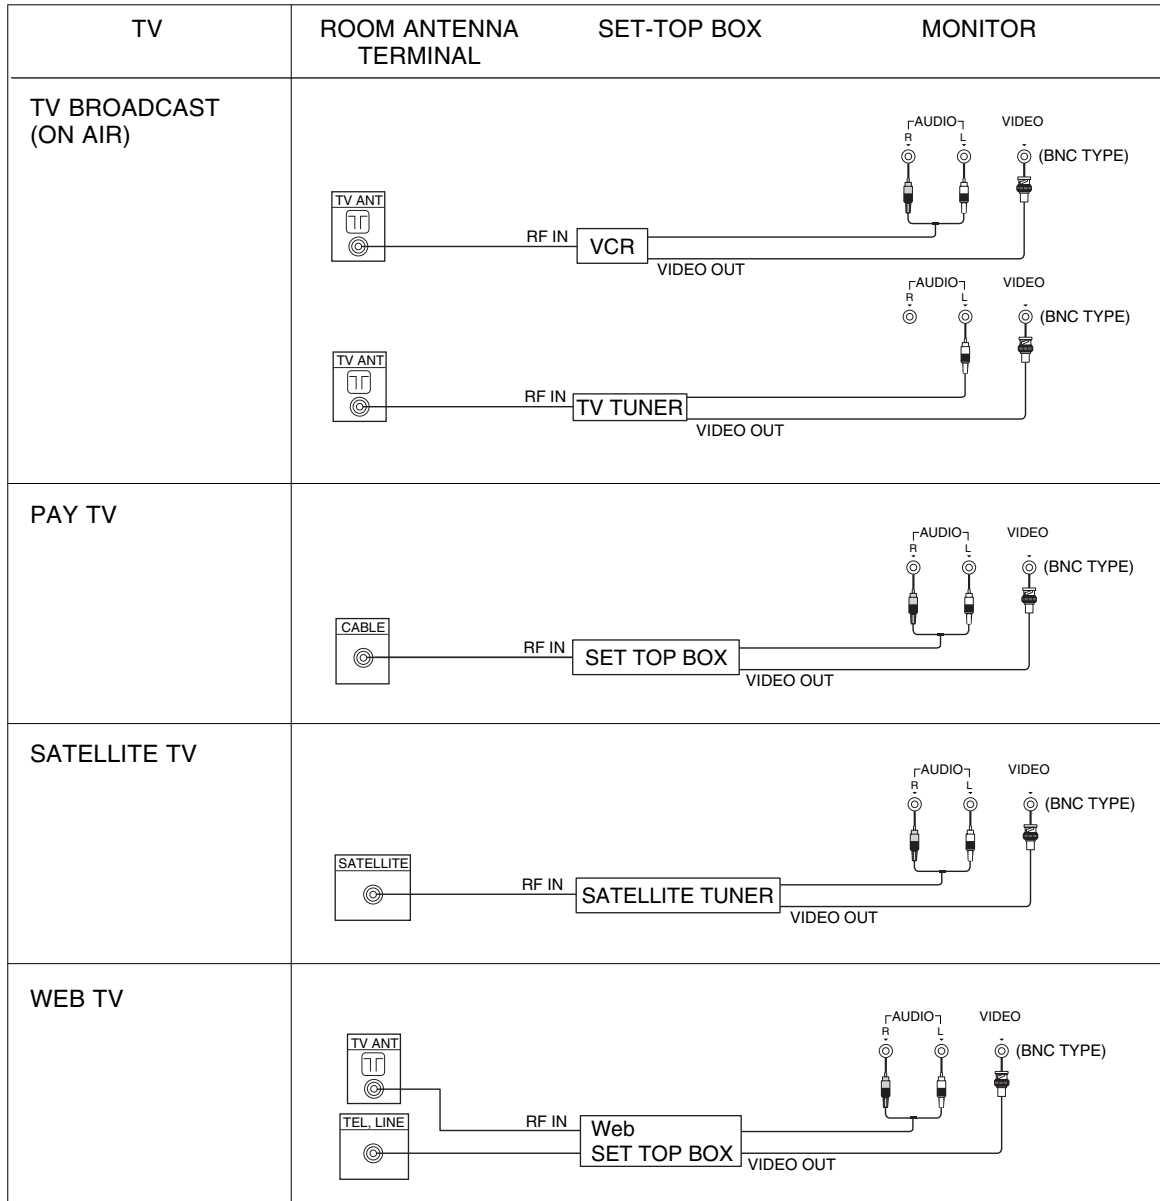 TV
ROOM ANTENNA
TERMINAL
SET-TOP BOX
MONITOR
TV BROADCAST
(ON AIR)
AUDIO
R
L
VIDEO
(BNC TYPE)
TV ANT
RF IN
VCR
VIDEO OUT
AUDIO
R
L
VIDEO
(BNC TYPE)
TV ANT
RF IN
TV TUNER
VIDEO OUT
PAY TV
AUDIO
R
L
VIDEO
(BNC TYPE)
CABLE
RF IN
SET TOP BOX
VIDEO OUT
SATELLITE TV
AUDIO
R
L
VIDEO
(BNC TYPE)
SATELLITE
RF IN
SATELLITE TUNER
VIDEO OUT
WEB TV
AUDIO
R
L
VIDEO
(BNC TYPE)
TV ANT
TEL, LINE
RF IN
Web
SET TOP BOX
VIDEO OUT